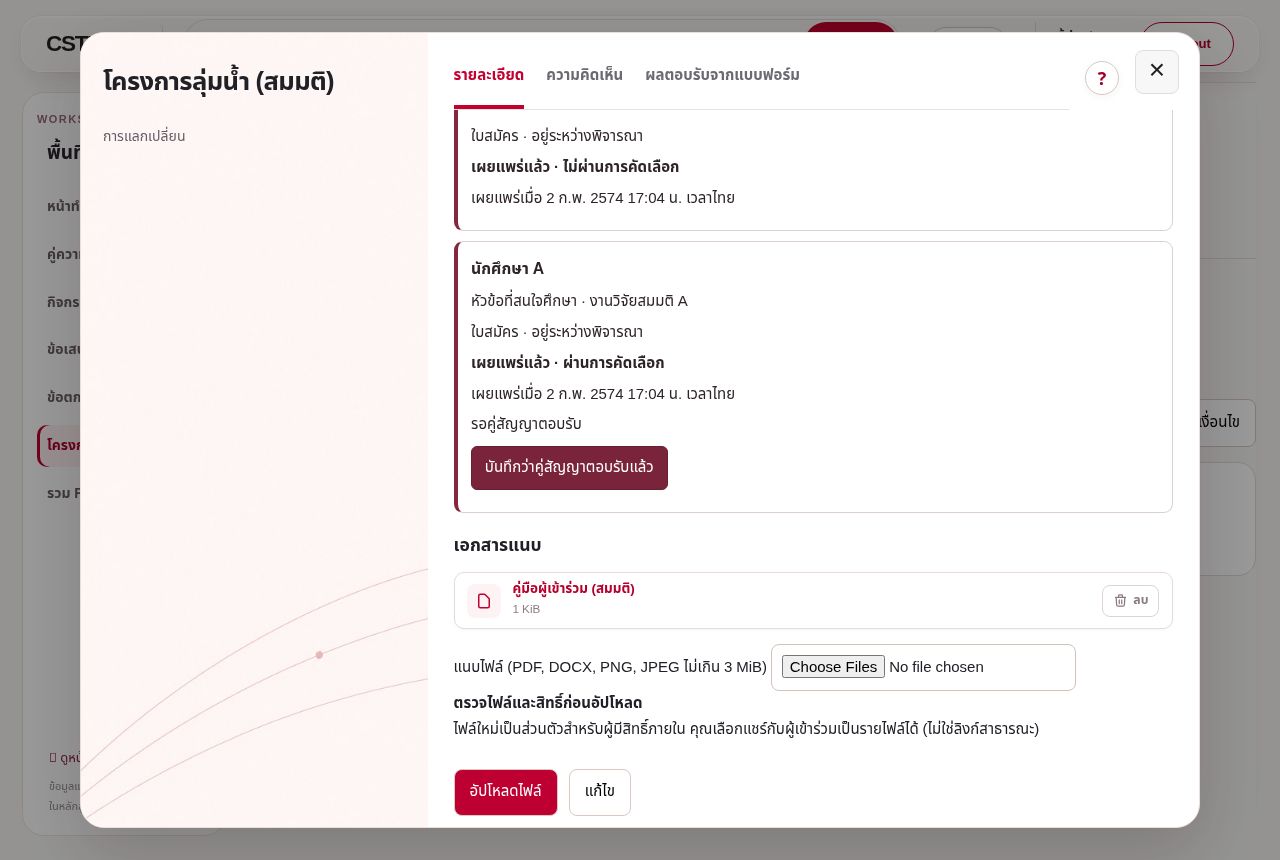 CST
โครงการลุ่มน้ำ (สมมติ)
การแลกเปลี่ยน
รายละเอียด
ความคิดเห็น
ผลตอบรับจากแบบฟอร์ม
?
✕
ใบสมัคร · อยู่ระหว่างพิจารณา
เผยแพร่แล้ว · ไม่ผ่านการคัดเลือก
เผยแพร่เมื่อ 2 ก.พ. 2574 17:04 น. เวลาไทย
นักศึกษา A
หัวข้อที่สนใจศึกษา · งานวิจัยสมมติ A
ใบสมัคร · อยู่ระหว่างพิจารณา
เผยแพร่แล้ว · ผ่านการคัดเลือก
เผยแพร่เมื่อ 2 ก.พ. 2574 17:04 น. เวลาไทย
รอคู่สัญญาตอบรับ
บันทึกว่าคู่สัญญาตอบรับแล้ว
เอกสารแนบ
คู่มือผู้เข้าร่วม (สมมติ)
1 KiB
ลบ
แนบไฟล์ (PDF, DOCX, PNG, JPEG ไม่เกิน 3 MiB) Choose Files No file chosen
ตรวจไฟล์และสิทธิ์ก่อนอัปโหลด
ไฟล์ใหม่เป็นส่วนตัวสำหรับผู้มีสิทธิ์ภายใน คุณเลือกแชร์กับผู้เข้าร่วมเป็นรายไฟล์ได้ (ไม่ใช่ลิงก์สาธารณะ)
อัปโหลดไฟล์
แก้ไข